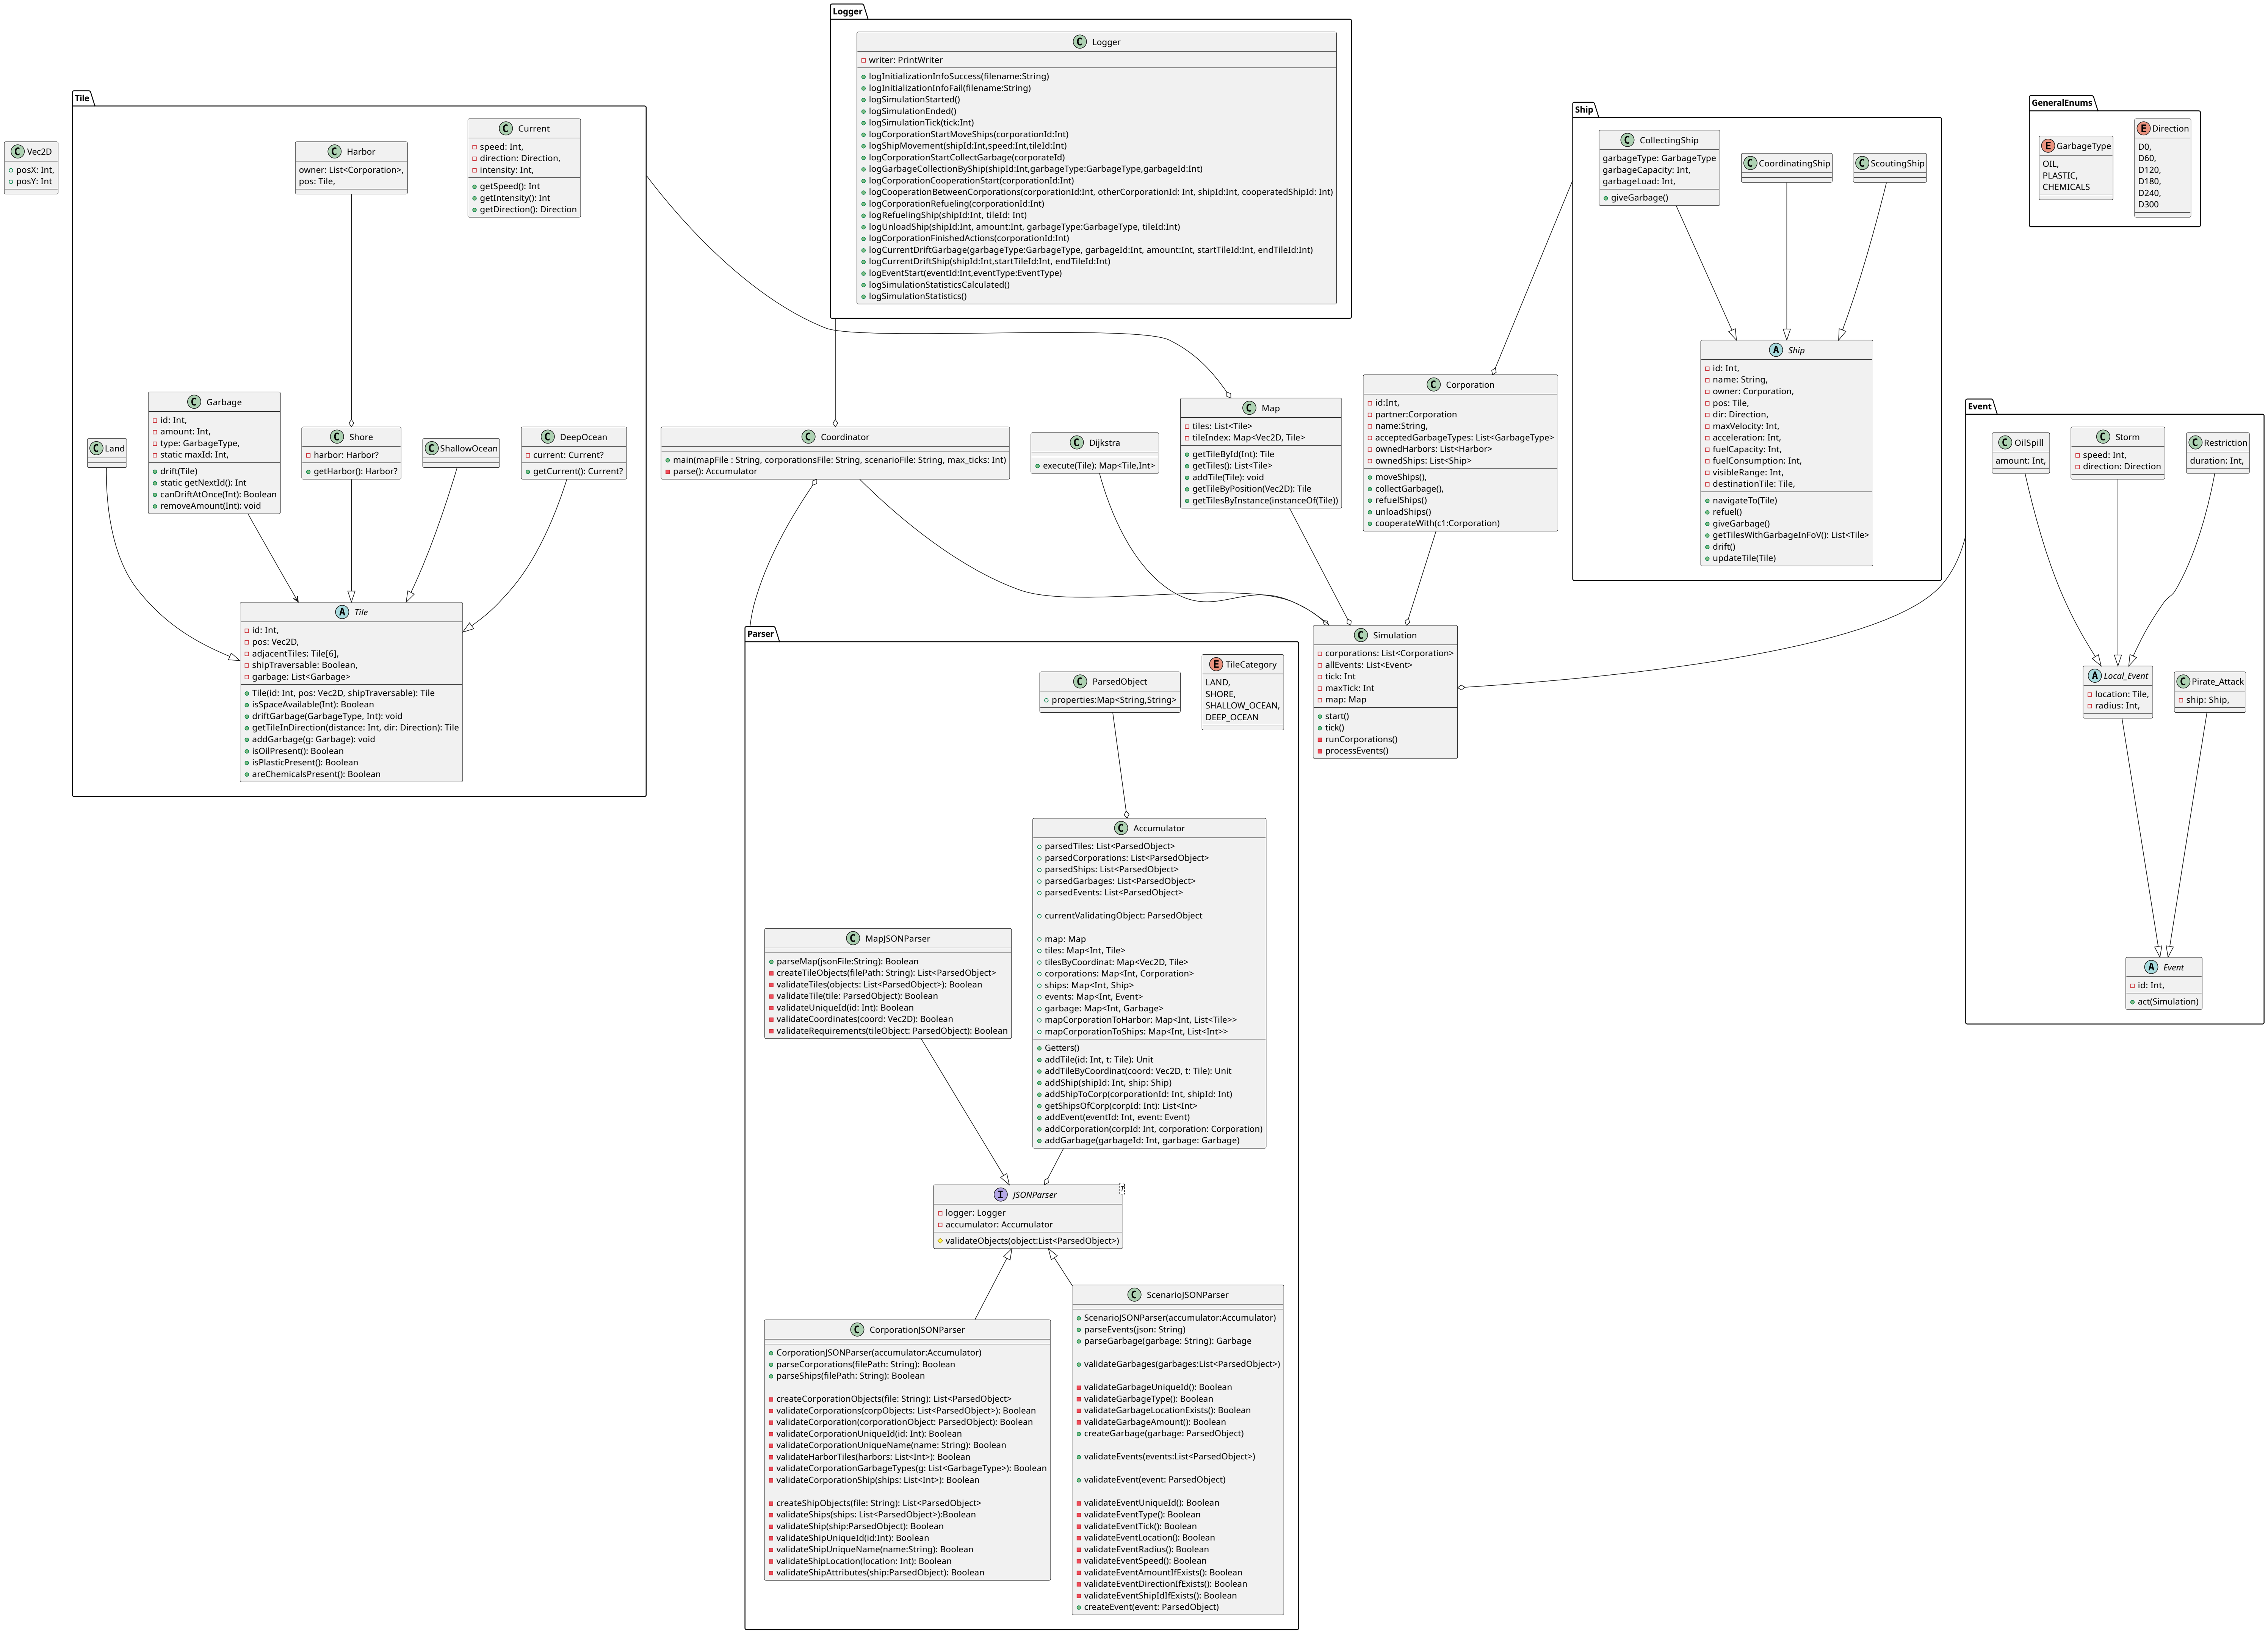 Logger
C Logger
writer: PrintWriter
logInitializationInfoSuccess(filename:String)
logInitializationInfoFail(filename:String)
logSimulationStarted()
logSimulationEnded()
logSimulationTick(tick:Int)
logCorporationStartMoveShips(corporationId:Int)
logShipMovement(shipId:Int,speed:Int,tileId:Int)
logCorporationStartCollectGarbage(corporateId)
logGarbageCollectionByShip(shipId:Int,garbageType:GarbageType,garbageId:Int)
logCorporationCooperationStart(corporationId:Int)
logCooperationBetweenCorporations(corporationId:Int, otherCorporationId: Int, shipId:Int, cooperatedShipId: Int)
logCorporationRefueling(corporationId:Int)
logRefuelingShip(shipId:Int, tileId: Int)
logUnloadShip(shipId:Int, amount:Int, garbageType:GarbageType, tileId:Int)
logCorporationFinishedActions(corporationId:Int)
logCurrentDriftGarbage(garbageType:GarbageType, garbageId:Int, amount:Int, startTileId:Int, endTileId:Int)
logCurrentDriftShip(shipId:Int,startTileId:Int, endTileId:Int)
logEventStart(eventId:Int,eventType:EventType)
logSimulationStatisticsCalculated()
logSimulationStatistics()
C Vec2D
posX: Int,
posY: Int
Tile
C Harbor
owner: List<Corporation>,
pos: Tile,
C Current
speed: Int,
direction: Direction,
intensity: Int,
getSpeed(): Int
getIntensity(): Int
getDirection(): Direction
C Land
C Garbage
id: Int,
amount: Int,
type: GarbageType,
static maxId: Int,
drift(Tile)
static getNextId(): Int
canDriftAtOnce(Int): Boolean
removeAmount(Int): void
C Shore
harbor: Harbor?
getHarbor(): Harbor?
C ShallowOcean
C DeepOcean
current: Current?
getCurrent(): Current?
A Tile
id: Int,
pos: Vec2D,
adjacentTiles: Tile[6],
shipTraversable: Boolean,
garbage: List<Garbage>
Tile(id: Int, pos: Vec2D, shipTraversable): Tile
isSpaceAvailable(Int): Boolean
driftGarbage(GarbageType, Int): void
getTileInDirection(distance: Int, dir: Direction): Tile
addGarbage(g: Garbage): void
isOilPresent(): Boolean
isPlasticPresent(): Boolean
areChemicalsPresent(): Boolean
C Coordinator
main(mapFile : String, corporationsFile: String, scenarioFile: String, max_ticks: Int)
parse(): Accumulator
C Dijkstra
execute(Tile): Map<Tile,Int>
C Map
tiles: List<Tile>
tileIndex: Map<Vec2D, Tile>
getTileById(Int): Tile
getTiles(): List<Tile>
addTile(Tile): void
getTileByPosition(Vec2D): Tile
getTilesByInstance(instanceOf(Tile))
C Corporation
id:Int,
partner:Corporation
name:String,
acceptedGarbageTypes: List<GarbageType>
ownedHarbors: List<Harbor>
ownedShips: List<Ship>
moveShips(),
collectGarbage(),
refuelShips()
unloadShips()
cooperateWith(c1:Corporation)
Ship
C CollectingShip
garbageType: GarbageType
garbageCapacity: Int,
garbageLoad: Int,
giveGarbage()
C CoordinatingShip
C ScoutingShip
A Ship
id: Int,
name: String,
owner: Corporation,
pos: Tile,
dir: Direction,
maxVelocity: Int,
acceleration: Int,
fuelCapacity: Int,
fuelConsumption: Int,
visibleRange: Int,
destinationTile: Tile,
navigateTo(Tile)
refuel()
giveGarbage()
getTilesWithGarbageInFoV(): List<Tile>
drift()
updateTile(Tile)
GeneralEnums
E GarbageType
OIL,
PLASTIC,
CHEMICALS
E Direction
D0,
D60,
D120,
D180,
D240,
D300
Event
C OilSpill
amount: Int,
C Storm
speed: Int,
direction: Direction
C Restriction
duration: Int,
A Local_Event
location: Tile,
radius: Int,
C Pirate_Attack
ship: Ship,
A Event
id: Int,
act(Simulation)
C Simulation
corporations: List<Corporation>
allEvents: List<Event>
tick: Int
maxTick: Int
map: Map
start()
tick()
runCorporations()
processEvents()
Parser
C ParsedObject
properties:Map<String,String>
E TileCategory
LAND,
SHORE,
SHALLOW_OCEAN,
DEEP_OCEAN
C MapJSONParser
parseMap(jsonFile:String): Boolean
createTileObjects(filePath: String): List<ParsedObject>
validateTiles(objects: List<ParsedObject>): Boolean
validateTile(tile: ParsedObject): Boolean
validateUniqueId(id: Int): Boolean
validateCoordinates(coord: Vec2D): Boolean
validateRequirements(tileObject: ParsedObject): Boolean
C Accumulator
parsedTiles: List<ParsedObject>
parsedCorporations: List<ParsedObject>
parsedShips: List<ParsedObject>
parsedGarbages: List<ParsedObject>
parsedEvents: List<ParsedObject>
currentValidatingObject: ParsedObject
map: Map
tiles: Map<Int, Tile>
tilesByCoordinat: Map<Vec2D, Tile>
corporations: Map<Int, Corporation>
ships: Map<Int, Ship>
events: Map<Int, Event>
garbage: Map<Int, Garbage>
mapCorporationToHarbor: Map<Int, List<Tile>>
mapCorporationToShips: Map<Int, List<Int>>
Getters()
addTile(id: Int, t: Tile): Unit
addTileByCoordinat(coord: Vec2D, t: Tile): Unit
addShip(shipId: Int, ship: Ship)
addShipToCorp(corporationId: Int, shipId: Int)
getShipsOfCorp(corpId: Int): List<Int>
addEvent(eventId: Int, event: Event)
addCorporation(corpId: Int, corporation: Corporation)
addGarbage(garbageId: Int, garbage: Garbage)
I JSONParser
logger: Logger
accumulator: Accumulator
validateObjects(object:List<ParsedObject>)
C CorporationJSONParser
CorporationJSONParser(accumulator:Accumulator)
parseCorporations(filePath: String): Boolean
parseShips(filePath: String): Boolean
createCorporationObjects(file: String): List<ParsedObject>
validateCorporations(corpObjects: List<ParsedObject>): Boolean
validateCorporation(corporationObject: ParsedObject): Boolean
validateCorporationUniqueId(id: Int): Boolean
validateCorporationUniqueName(name: String): Boolean
validateHarborTiles(harbors: List<Int>): Boolean
validateCorporationGarbageTypes(g: List<GarbageType>): Boolean
validateCorporationShip(ships: List<Int>): Boolean
createShipObjects(file: String): List<ParsedObject>
validateShips(ships: List<ParsedObject>):Boolean
validateShip(ship:ParsedObject): Boolean
validateShipUniqueId(id:Int): Boolean
validateShipUniqueName(name:String): Boolean
validateShipLocation(location: Int): Boolean
validateShipAttributes(ship:ParsedObject): Boolean
C ScenarioJSONParser
ScenarioJSONParser(accumulator:Accumulator)
parseEvents(json: String)
parseGarbage(garbage: String): Garbage
validateGarbages(garbages:List<ParsedObject>)
validateGarbageUniqueId(): Boolean
validateGarbageType(): Boolean
validateGarbageLocationExists(): Boolean
validateGarbageAmount(): Boolean
createGarbage(garbage: ParsedObject)
validateEvents(events:List<ParsedObject>)
validateEvent(event: ParsedObject)
validateEventUniqueId(): Boolean
validateEventType(): Boolean
validateEventTick(): Boolean
validateEventLocation(): Boolean
validateEventRadius(): Boolean
validateEventSpeed(): Boolean
validateEventAmountIfExists(): Boolean
validateEventDirectionIfExists(): Boolean
validateEventShipIdIfExists(): Boolean
createEvent(event: ParsedObject)